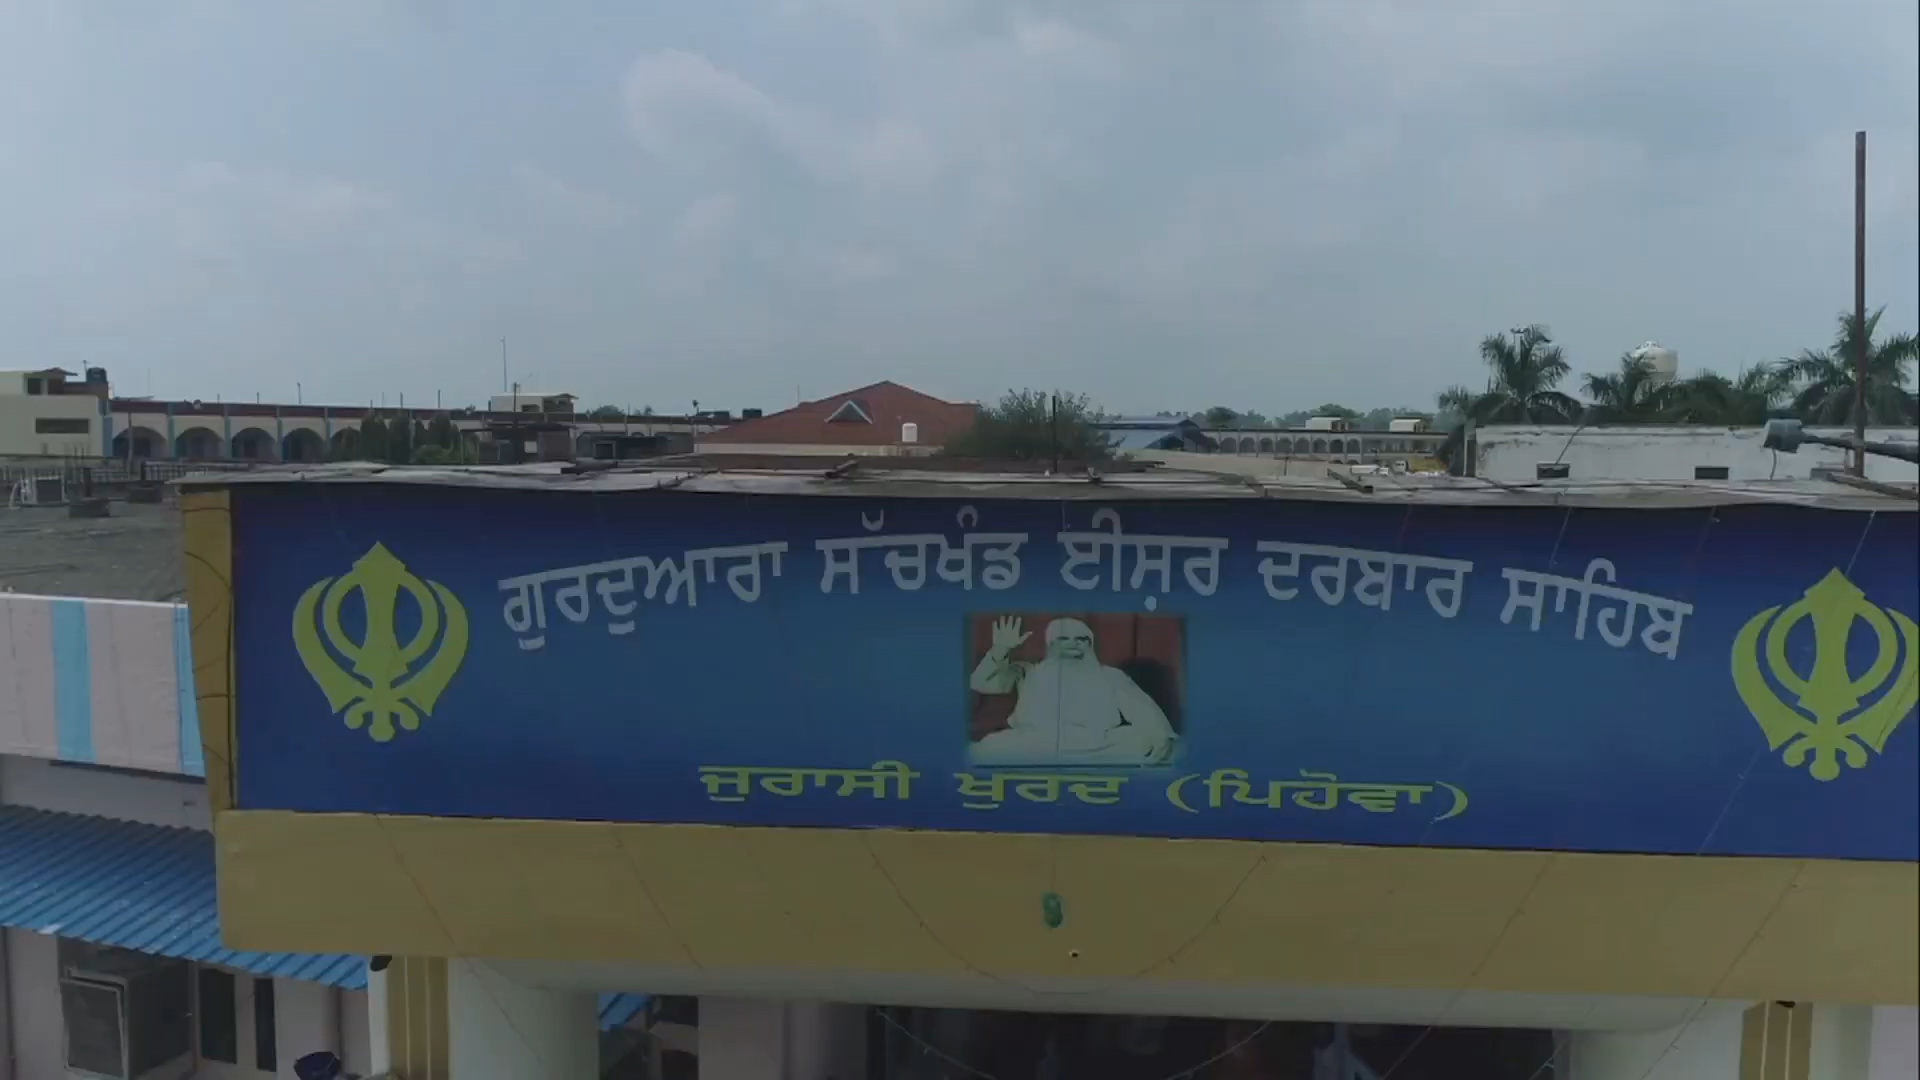 ਗੁਰਦੁਆਰਾ ਸੱਚਖੰਡ ਈਸ਼ਰ ਦਰਬਾਰ ਸਾਹਿਬ
ਜੁਰਾਸੀ ਖੁਰਦ (ਪਿਹੋਵਾ)